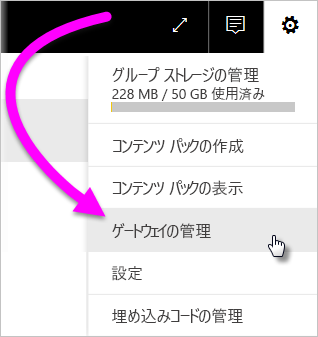 グループ ストレージの管理
228 MB / 50 GB 使用済み
コンテンツ パックの作成
コンテンツ パックの表示
ゲートウェイの管理
設定
埋め込みコードの管理